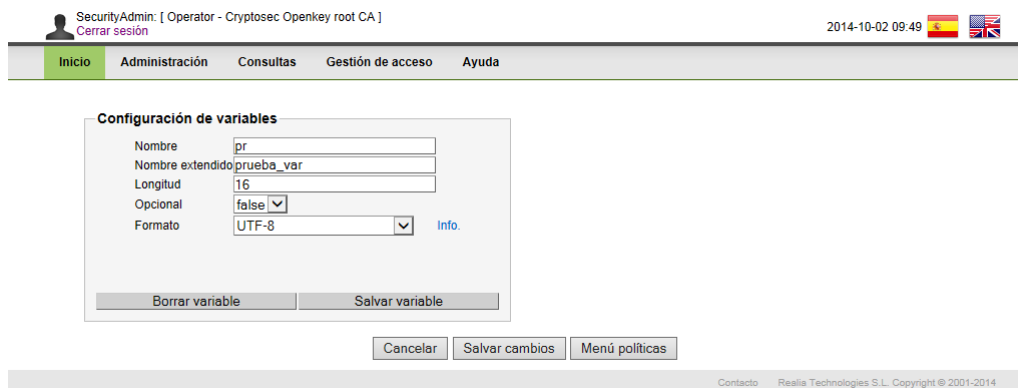 SecurityAdmin: [ Operator - Cryptosec Openkey root CA ]
Cerrar sesión
2014-10-02 09:49
Inicio Administración Consultas Gestión de acceso Ayuda
Configuración de variables
Nombre pr
Nombre extendido prueba_var
Longitud 16
Opcional false
Formato UTF-8 Info.
Borrar variable Salvar variable
Cancelar Salvar cambios Menú políticas
Contacto Realia Technologies S.L. Copyright © 2001-2014